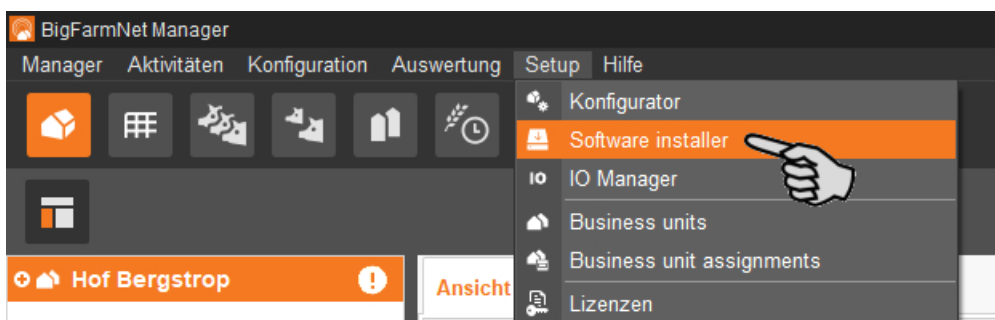 BigFarmNet Manager
Manager Aktivitäten Konfiguration Auswertung Setup Hilfe
Konfigurator
Software installer
IO IO Manager
Business units
Business unit assignments
Hof Bergstrop
Ansicht
Lizenzen